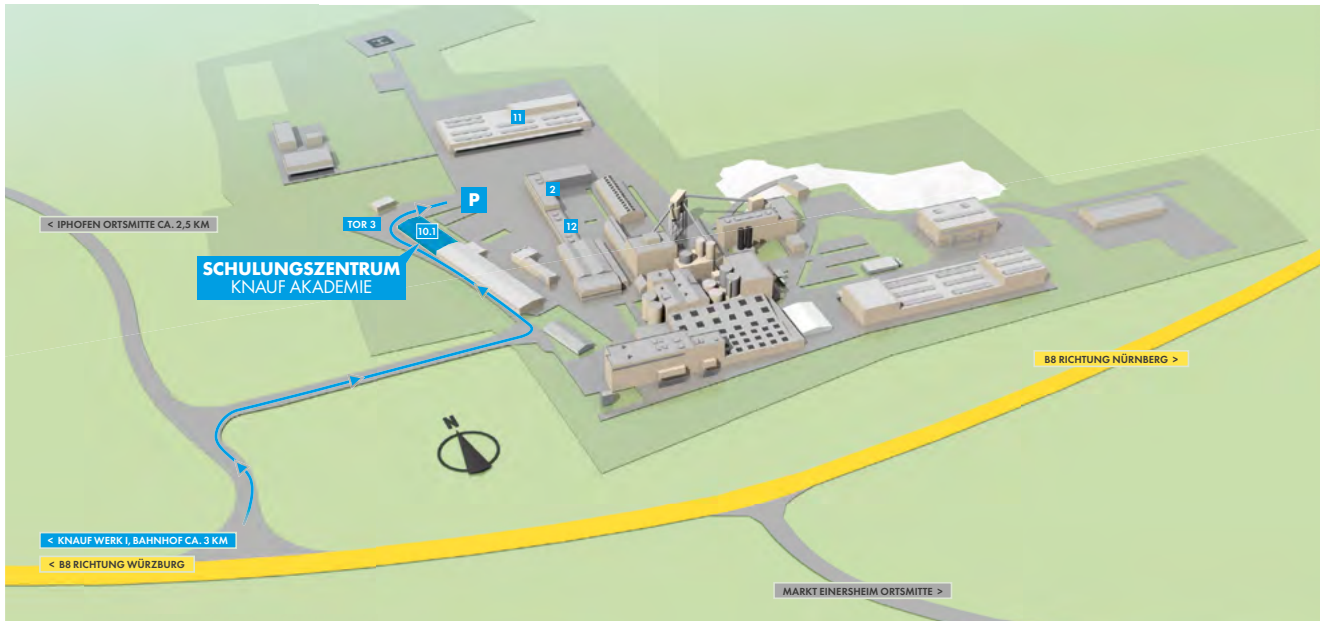 11
2
P
< IPHOFEN ORTSMITTE CA. 2,5 KM
TOR 3
10.1
12
SCHULUNGSZENTRUM
KNAUF AKADEMIE
B8 RICHTUNG NÜRNBERG >
N
< KNAUF WERK I, BAHNHOF CA. 3 KM
< B8 RICHTUNG WÜRZBURG
MARKT EINERSHEIM ORTSMITTE >